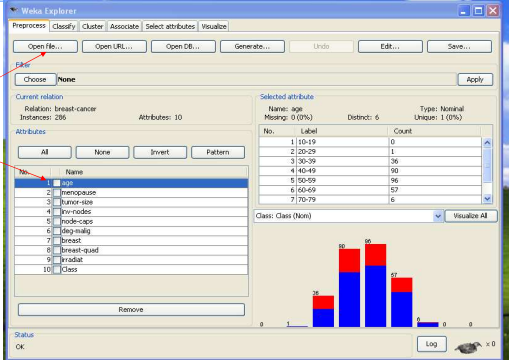 Weka Explorer
Preprocess Classify Cluster Associate Select attributes Visualize
Open file... Open URL... Open DB... Generate... Undo Edit... Save...
Filter
Choose None Apply
Current relation
Relation: breast-cancer
Instances: 286 Attributes: 10
Attributes
All None Invert Pattern
No. Name
1 age
2 menopause
3 tumor-size
4 inv-nodes
5 node-caps
6 deg-malig
7 breast
8 breast-quad
9 irradiat
10 Class
Remove
Selected attribute
Name: age Type: Nominal
Missing: 0 (0%) Distinct: 6 Unique: 1 (0%)
No. Label Count
1 10-19 0
2 20-29 1
3 30-39 36
4 40-49 90
5 50-59 96
6 60-69 57
7 70-79 6
Class: Class (Nom) Visualize All
0 1 36 90 96 57 6 0 0
Status
OK
Log x 0